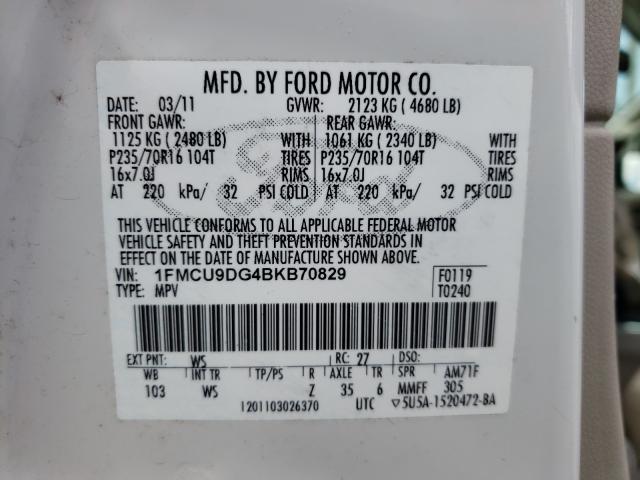 MFD. BY FORD MOTOR CO.
DATE: 03/11 GVWR: 2123 KG ( 4680 LB)
FRONT GAWR: REAR GAWR:
1125 KG ( 2480 LB) WITH 1061 KG ( 2340 LB) WITH
P235/70R16 104T TIRES P235/70R16 104T TIRES
16x7.0J RIMS 16x7.0J RIMS
AT 220 kPa/ 32 PSI COLD AT 220 kPa/ 32 PSI COLD
THIS VEHICLE CONFORMS TO ALL APPLICABLE FEDERAL MOTOR
VEHICLE SAFETY AND THEFT PREVENTION STANDARDS IN
EFFECT ON THE DATE OF MANUFACTURE SHOWN ABOVE.
VIN: 1FMCU9DG4BKB70829 F0119
TYPE: MPV T0240
EXT PNT: WS RC: 27 DSO:
WB INT TR TP/PS R AXLE TR SPR AM71F
103 WS Z 35 6 MMFF 305
1201103026370 UTC ▽5U5A-1520472-BA